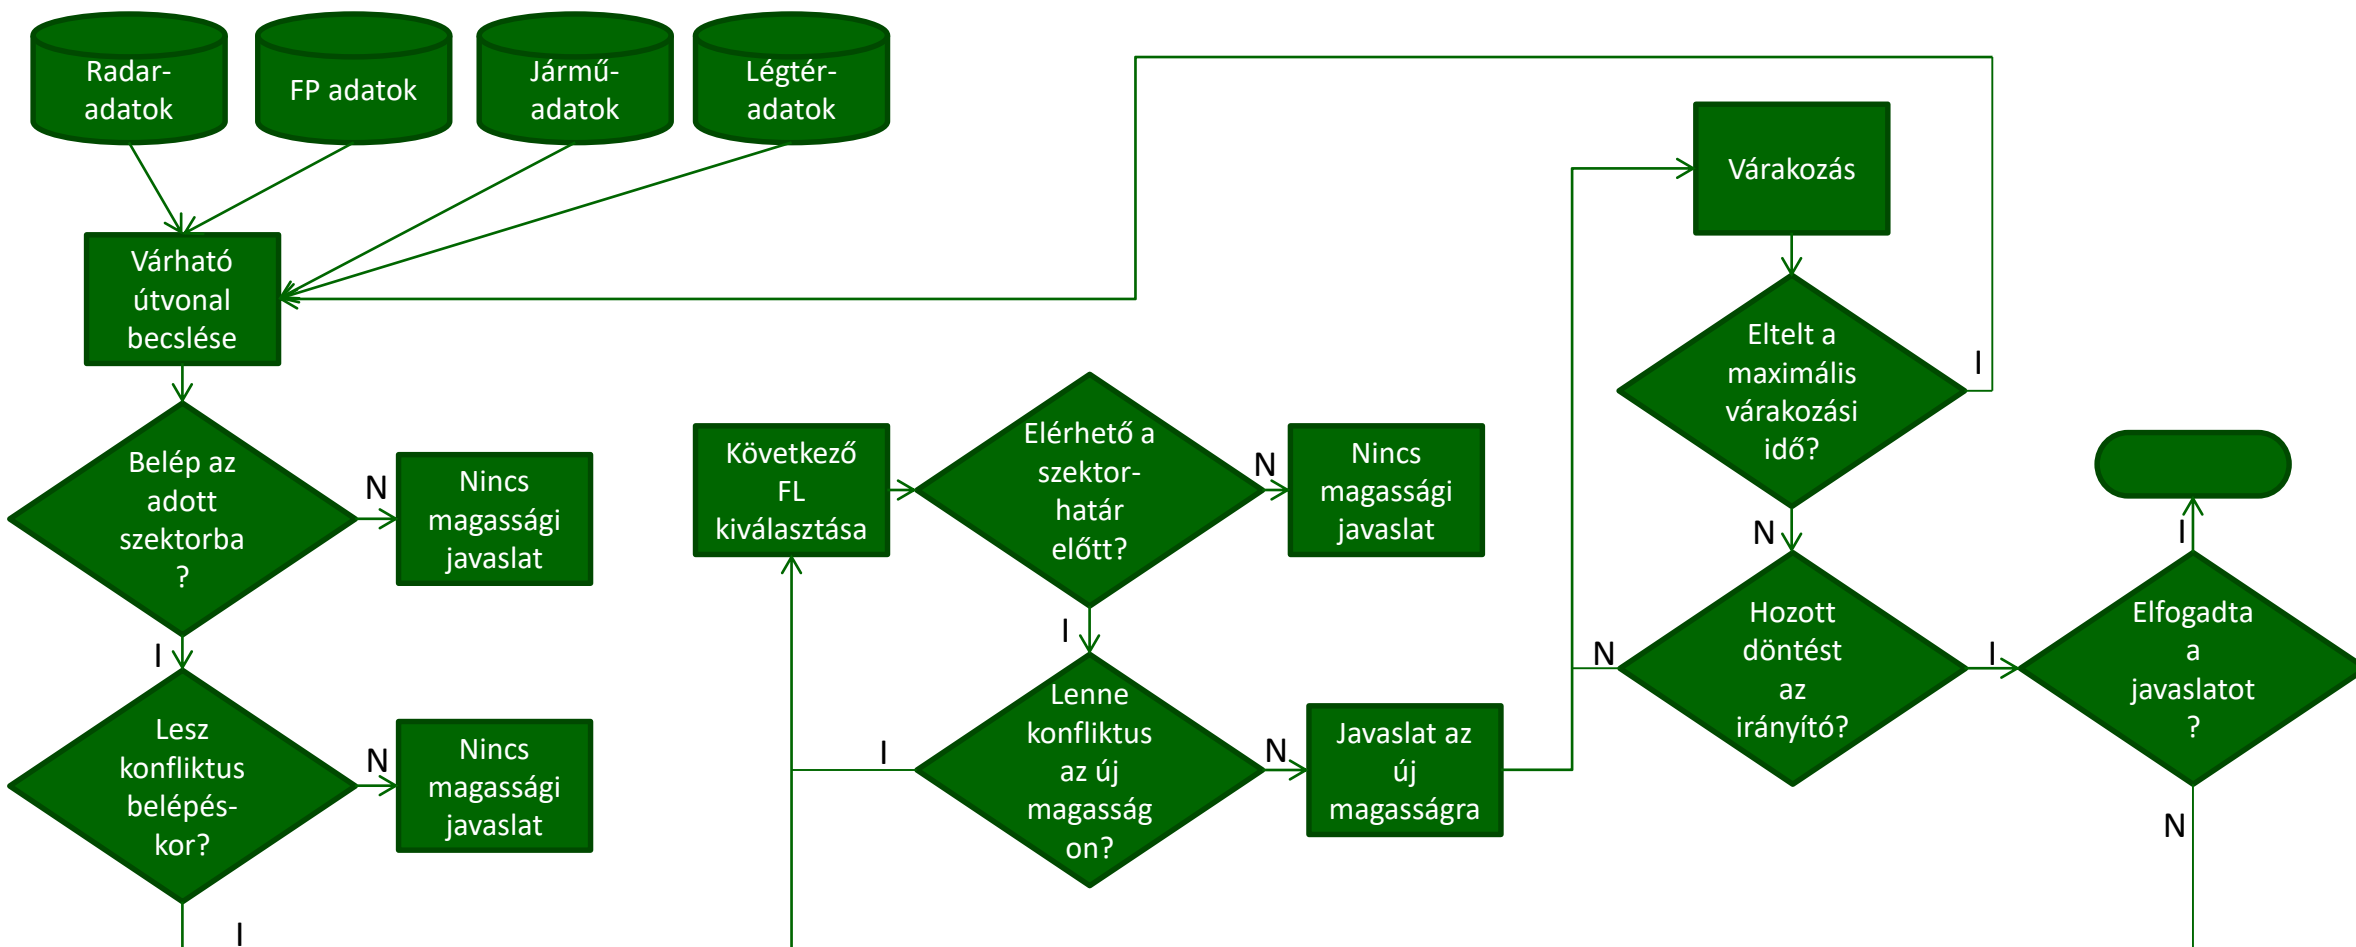 Radar-
adatok
FP adatok
Jármű-
adatok
Légtér-
adatok
Várható
útvonal
becslése
Belép az
adott
szektorba
?
N
Nincs
magassági
javaslat
I
Lesz
konfliktus
belépés-
kor?
N
Nincs
magassági
javaslat
I
Következő
FL
kiválasztása
Elérhető a
szektor-
határ
előtt?
N
Nincs
magassági
javaslat
I
Lenne
konfliktus
az új
magasság
on?
I
N
Javaslat az
új
magasságra
Várakozás
Eltelt a
maximális
várakozási
idő?
I
N
Hozott
döntést
az
irányító?
N
I
Elfogadta
a
javaslatot
?
I
N